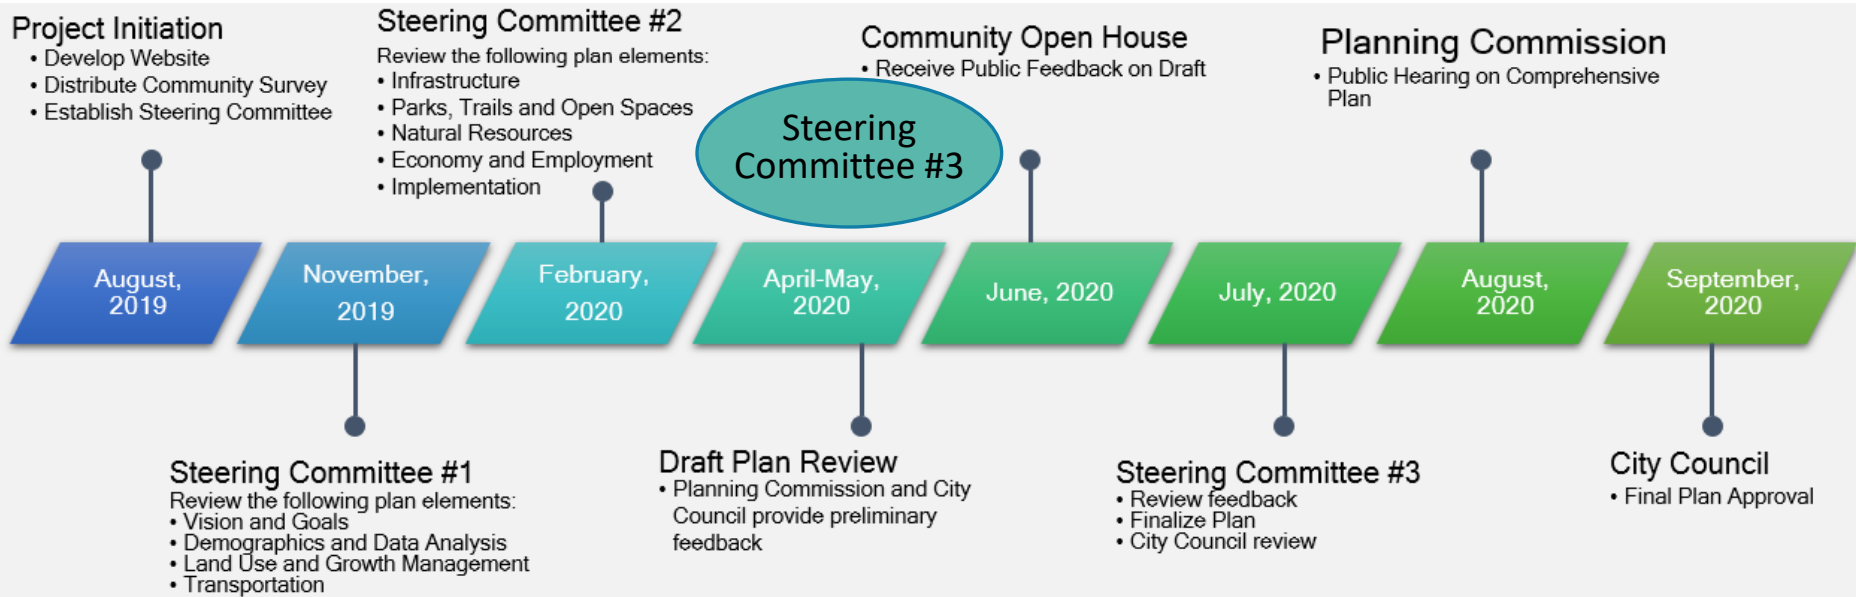 Project Initiation
• Develop Website
• Distribute Community Survey
• Establish Steering Committee
Steering Committee #2
Review the following plan elements:
• Infrastructure
• Parks, Trails and Open Spaces
• Natural Resources
• Economy and Employment
• Implementation
Steering
Committee #3
Community Open House
• Receive Public Feedback on Draft
Planning Commission
• Public Hearing on Comprehensive
Plan
August,
2019
November,
2019
February,
2020
April-May,
2020
June, 2020
July, 2020
August,
2020
September,
2020
Steering Committee #1
Review the following plan elements:
• Vision and Goals
• Demographics and Data Analysis
• Land Use and Growth Management
• Transportation
Draft Plan Review
• Planning Commission and City
Council provide preliminary
feedback
Steering Committee #3
• Review feedback
• Finalize Plan
• City Council review
City Council
• Final Plan Approval